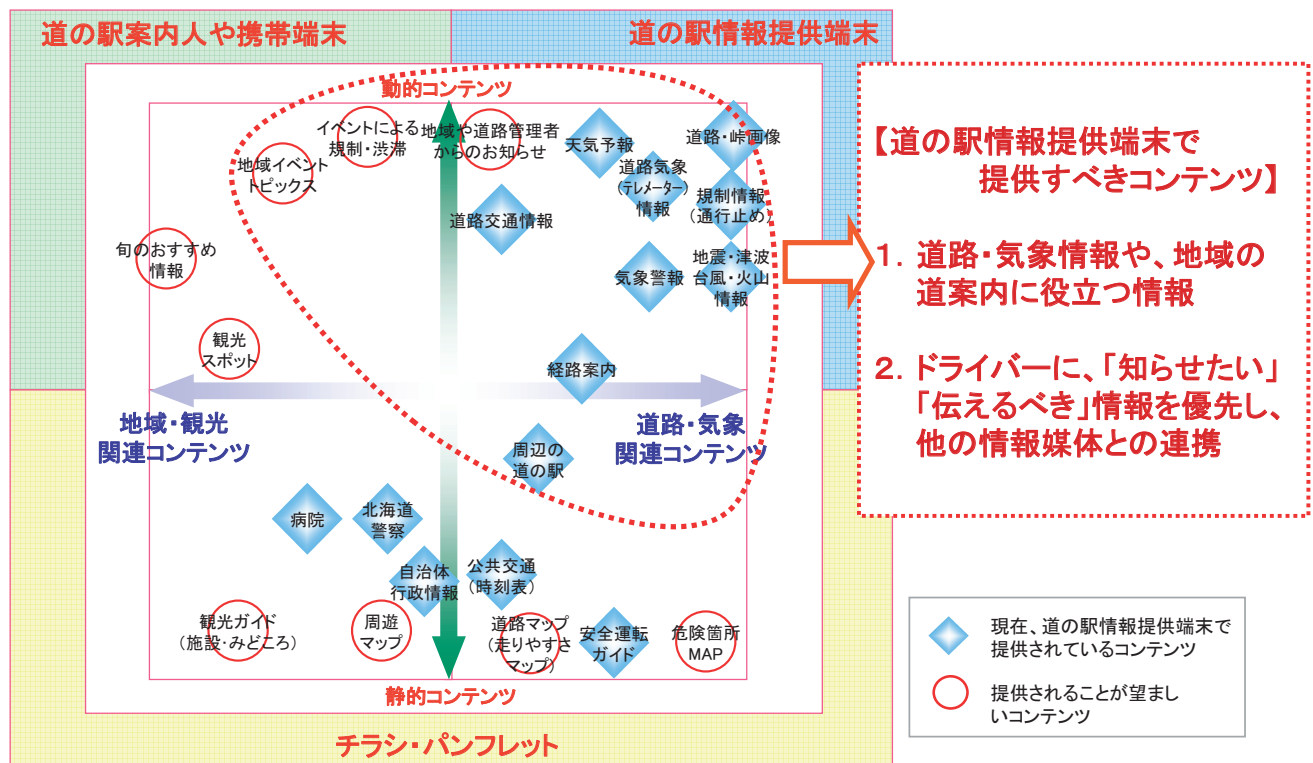 道の駅案内人や携帯端末
道の駅情報提供端末
動的コンテンツ
イベントによる
規制・渋滞
地域や道路管理者
からのお知らせ
天気予報
道路・峠画像
地域イベント
トピックス
道路気象
(テレメーター)
情報
規制情報
(通行止め)
道路交通情報
旬のおすすめ
情報
気象警報
地震・津波
台風・火山
情報
観光
スポット
経路案内
地域・観光
関連コンテンツ
道路・気象
関連コンテンツ
周辺の
道の駅
病院
北海道
警察
自治体
行政情報
公共交通
(時刻表)
観光ガイド
(施設・みどころ)
周遊
マップ
道路マップ
(走りやすさ
マップ)
安全運転
ガイド
危険箇所
MAP
静的コンテンツ
チラシ・パンフレット
【道の駅情報提供端末で
提供すべきコンテンツ】
1. 道路・気象情報や、地域の
道案内に役立つ情報
2. ドライバーに、「知らせたい」
「伝えるべき」情報を優先し、
他の情報媒体との連携
現在、道の駅情報提供端末で
提供されているコンテンツ
提供されることが望まし
いコンテンツ